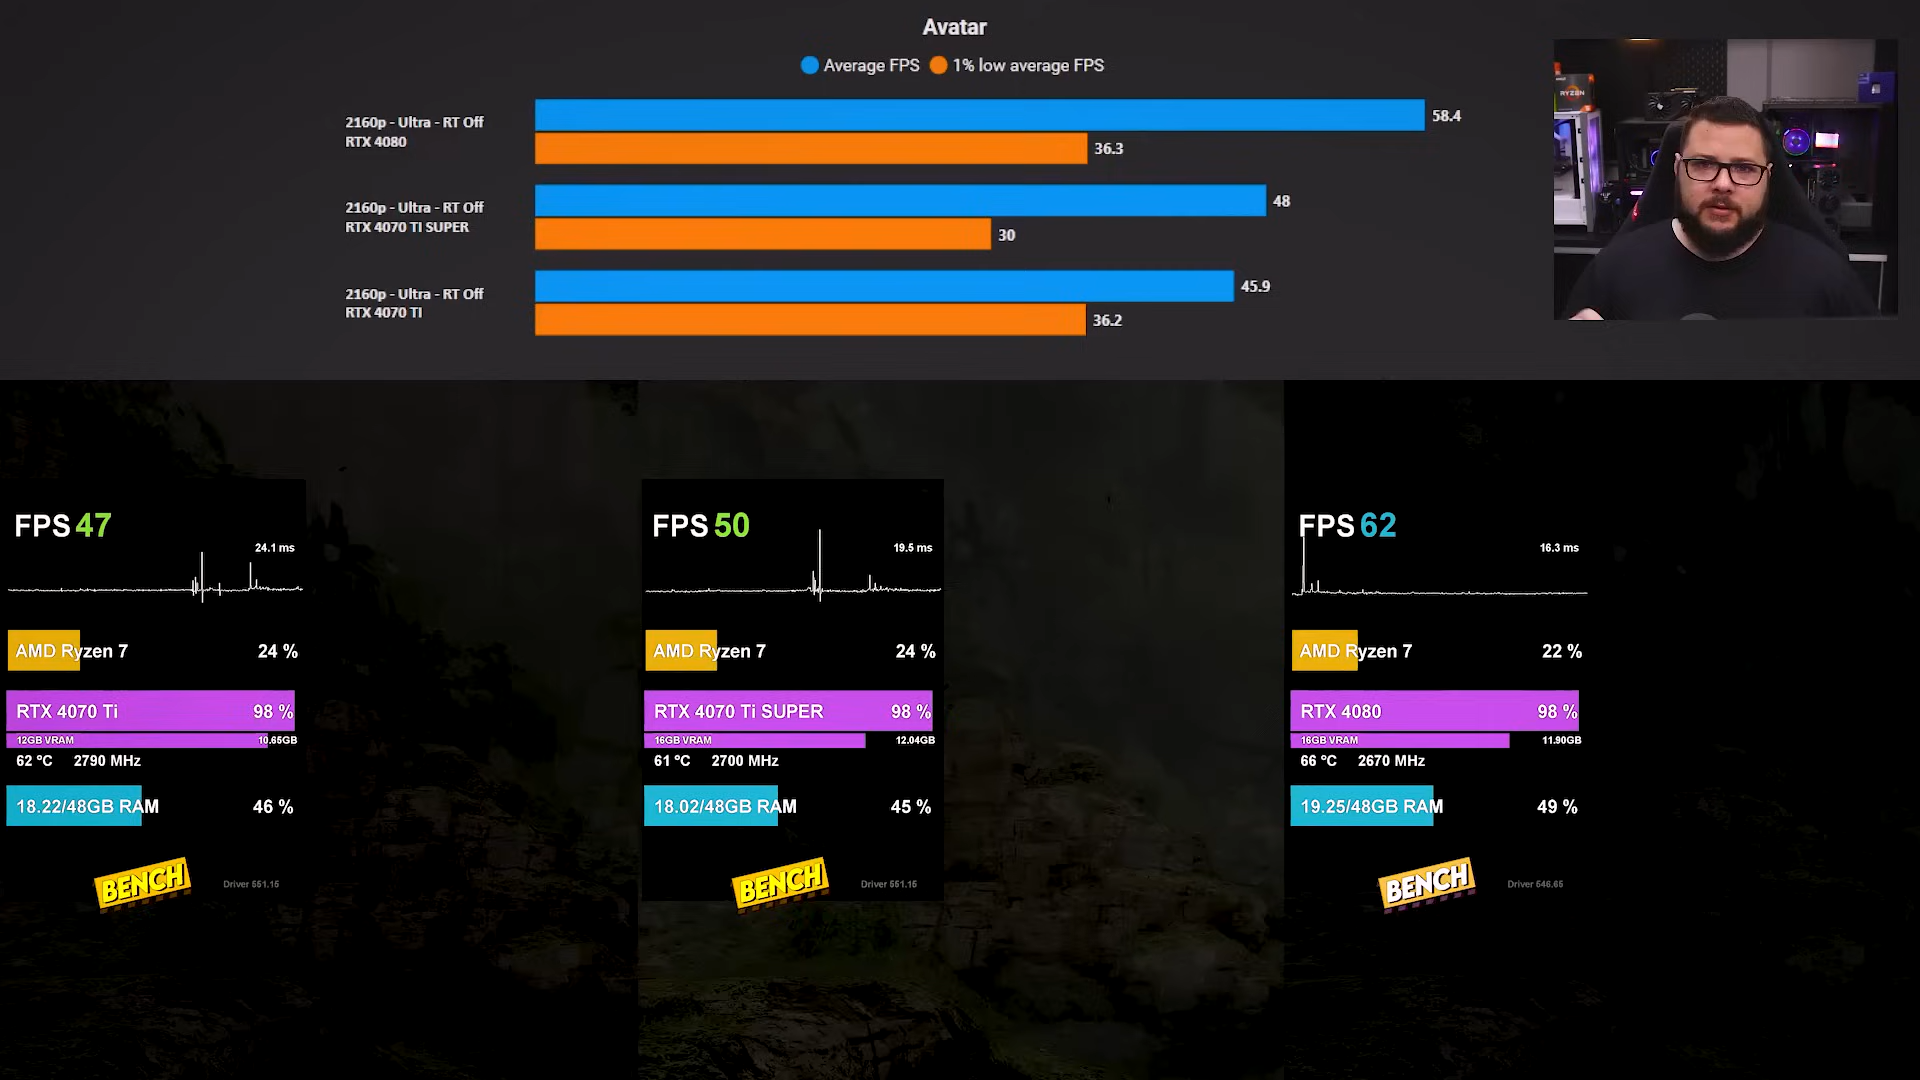 Avatar
Average FPS 1% low average FPS
2160p - Ultra - RT Off
RTX 4080
58.4
36.3
2160p - Ultra - RT Off
RTX 4070 TI SUPER
48
30
2160p - Ultra - RT Off
RTX 4070 TI
45.9
36.2
RYZEN
FPS 47
24.1 ms
AMD Ryzen 7 24 %
RTX 4070 Ti 98 %
12GB VRAM 10.65GB
62 °C 2790 MHz
18.22/48GB RAM 46 %
BENCH
Driver 551.15
FPS 50
19.5 ms
AMD Ryzen 7 24 %
RTX 4070 Ti SUPER 98 %
16GB VRAM 12.04GB
61 °C 2700 MHz
18.02/48GB RAM 45 %
BENCH
Driver 551.15
FPS 62
16.3 ms
AMD Ryzen 7 22 %
RTX 4080 98 %
16GB VRAM 11.90GB
66 °C 2670 MHz
19.25/48GB RAM 49 %
BENCH
Driver 546.65